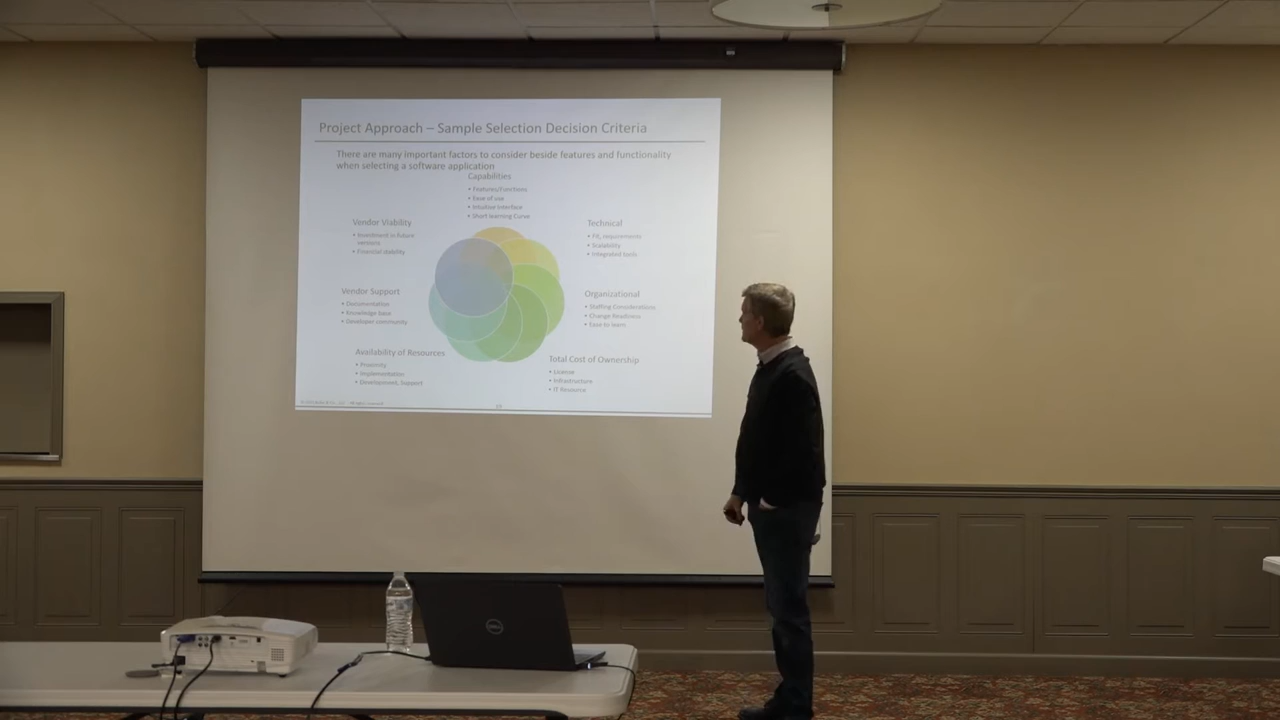 Project Approach – Sample Selection Decision Criteria
There are many important factors to consider beside features and functionality
when selecting a software application
Capabilities
• Features/Functions
• Ease of use
• Intuitive Interface
• Short learning Curve
Technical
• requirements
• Scalability
• Integrated tools
Organizational
• Staffing Considerations
• Change Readiness
• Ease to learn
Total Cost of Ownership
• License
• Infrastructure
• IT Resource
Availability of Resources
• Proximity
• Implementation
• Development, Support
Vendor Support
• Documentation
• Knowledge base
• Developer community
Vendor Viability
• Investment in future
versions
• Financial stability
DELL